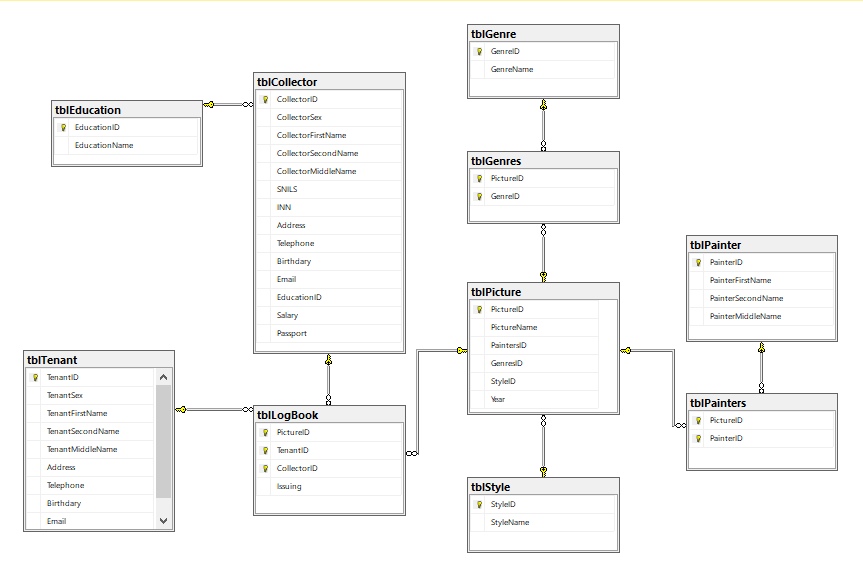 tblGenre
GenreID
GenreName
tblCollector
CollectorID
CollectorSex
CollectorFirstName
CollectorSecondName
CollectorMiddleName
SNILS
INN
Address
Telephone
Birthdary
Email
EducationID
Salary
Passport
tblEducation
EducationID
EducationName
tblGenres
PictureID
GenreID
tblPainter
PainterID
PainterFirstName
PainterSecondName
PainterMiddleName
tblPicture
PictureID
PictureName
PaintersID
GenresID
StyleID
Year
tblTenant
TenantID
TenantSex
TenantFirstName
TenantSecondName
TenantMiddleName
Address
Telephone
Birthdary
Email
tblLogBook
PictureID
TenantID
CollectorID
Issuing
tblPainters
PictureID
PainterID
tblStyle
StyleID
StyleName